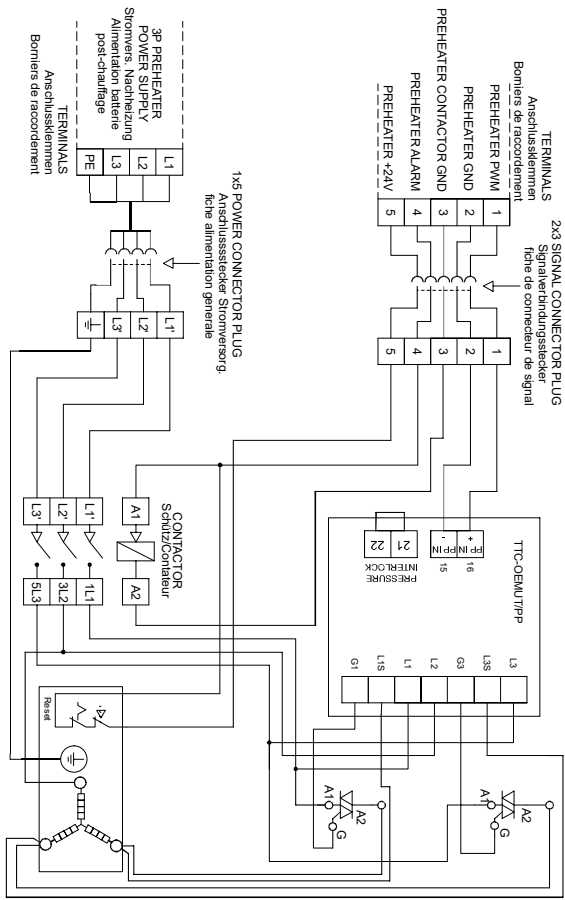 TERMINALS
Anschlussklemmen
Borniers de raccordement
PREHEATER PWM
PREHEATER GND
PREHEATER CONTACTOR GND
PREHEATER ALARM
PREHEATER +24V
1
2
3
4
5
2x3 SIGNAL CONNECTOR PLUG
Signalverbindungsstecker
fiche de connecteur de signal
1
2
3
4
5
TTC-OEMUT/PP
+
PP IN
PP IN
-
16
15
21
22
PRESSURE
INTERLOCK
L3
L3S
G3
L2
L1
L1S
G1
A1
A2
G
A1
A2
G
3P PREHEATER
POWER SUPPLY
Stromvers. Nachheizung
Alimentation batterie
post-chauffage
TERMINALS
Anschlussklemmen
Borniers de raccordement
L1
L2
L3
PE
1x5 POWER CONNECTOR PLUG
Anschlusssstecker Stromversorg.
fiche alimentation generale
L1'
L2'
L3'
CONTACTOR
Schütz/Contateur
A1
A2
L1'
L2'
L3'
1L1
3L2
5L3
Reset